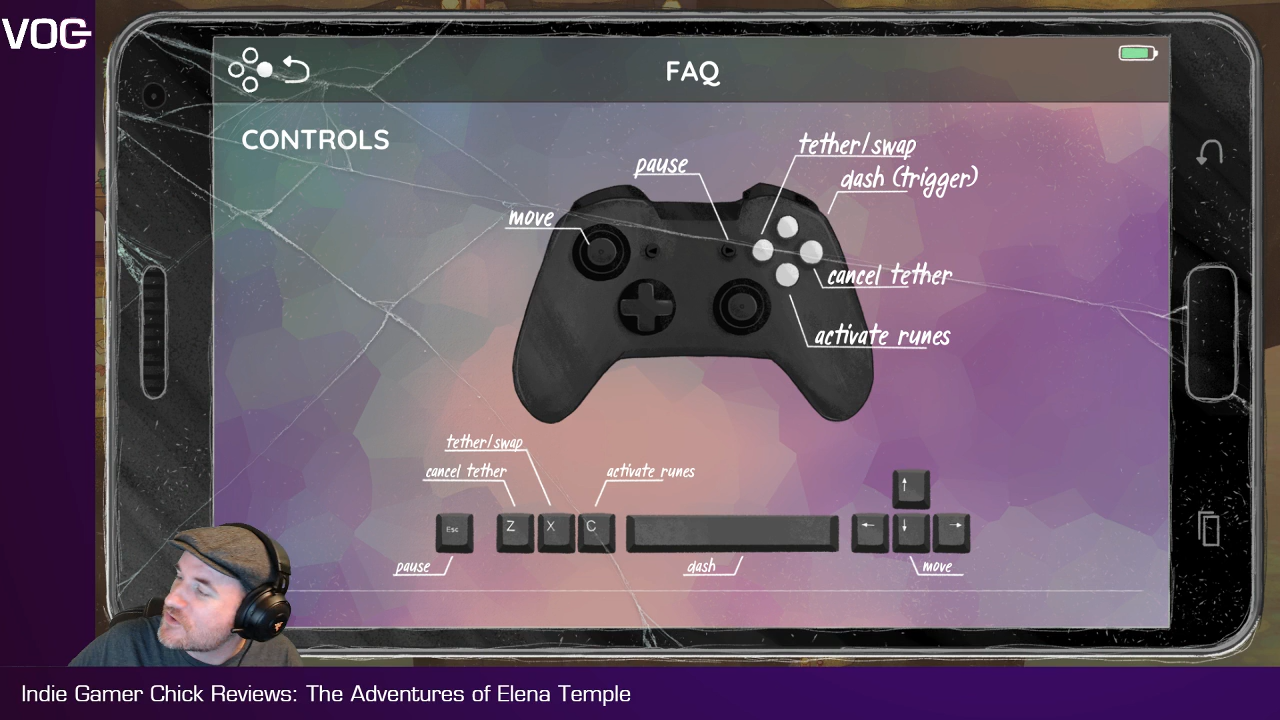 VOG
FAQ
CONTROLS
tether/swap
pause
dash (trigger)
move
cancel tether
activate runes
tether/swap
cancel tether
activate runes
Esc
Z
X
C
pause
dash
move
Indie Gamer Chick Reviews: The Adventures of Elena Temple